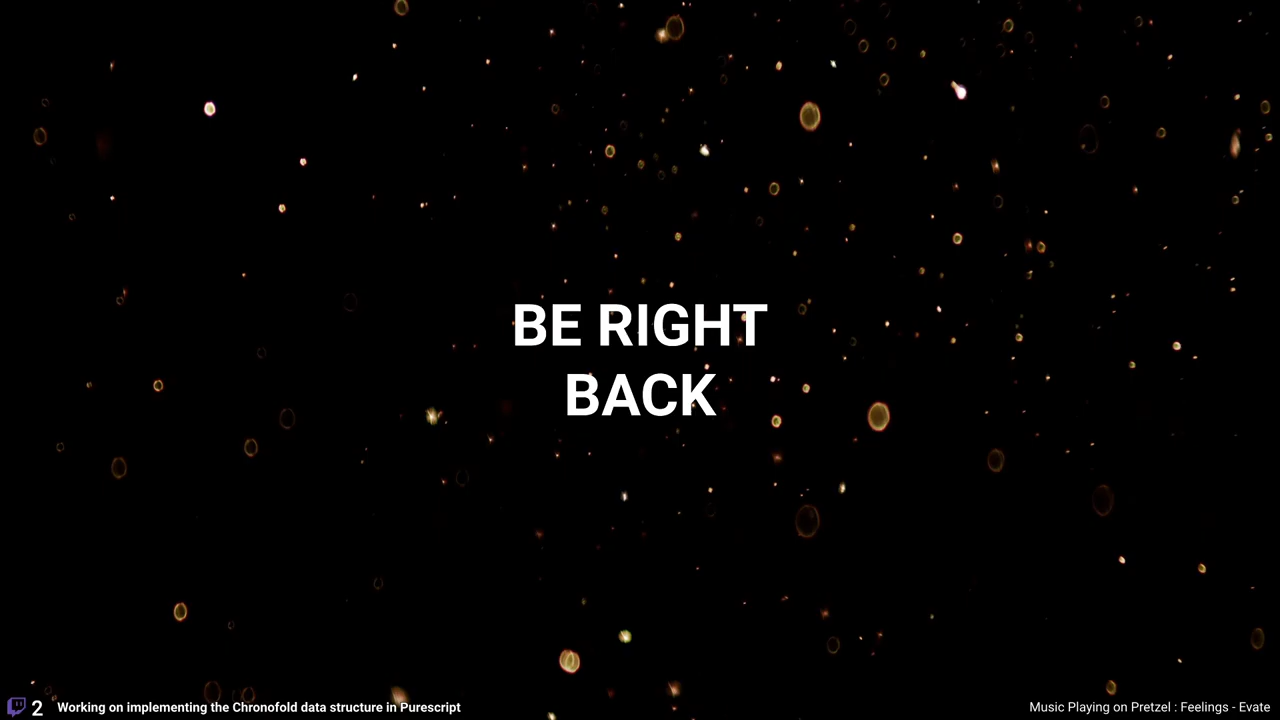 BE RIGHT
BACK
2 Working on implementing the Chronofold data structure in Purescript
Music Playing on Pretzel : Feelings - Evate